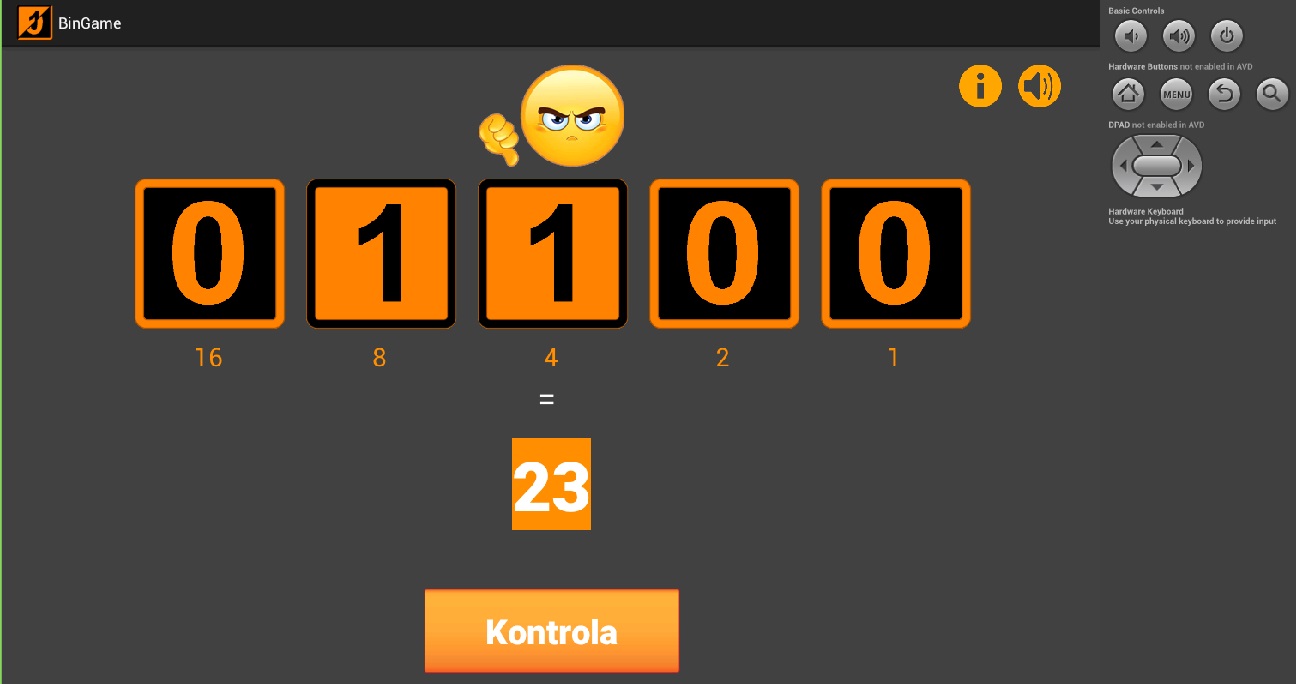 BinGame
0 1 1 0 0
16 8 4 2 1
=
23
Kontrola
Basic Controls
Hardware Buttons not enabled in AVD
MENU
DPAD not enabled in AVD
Hardware Keyboard
Use your physical keyboard to provide input